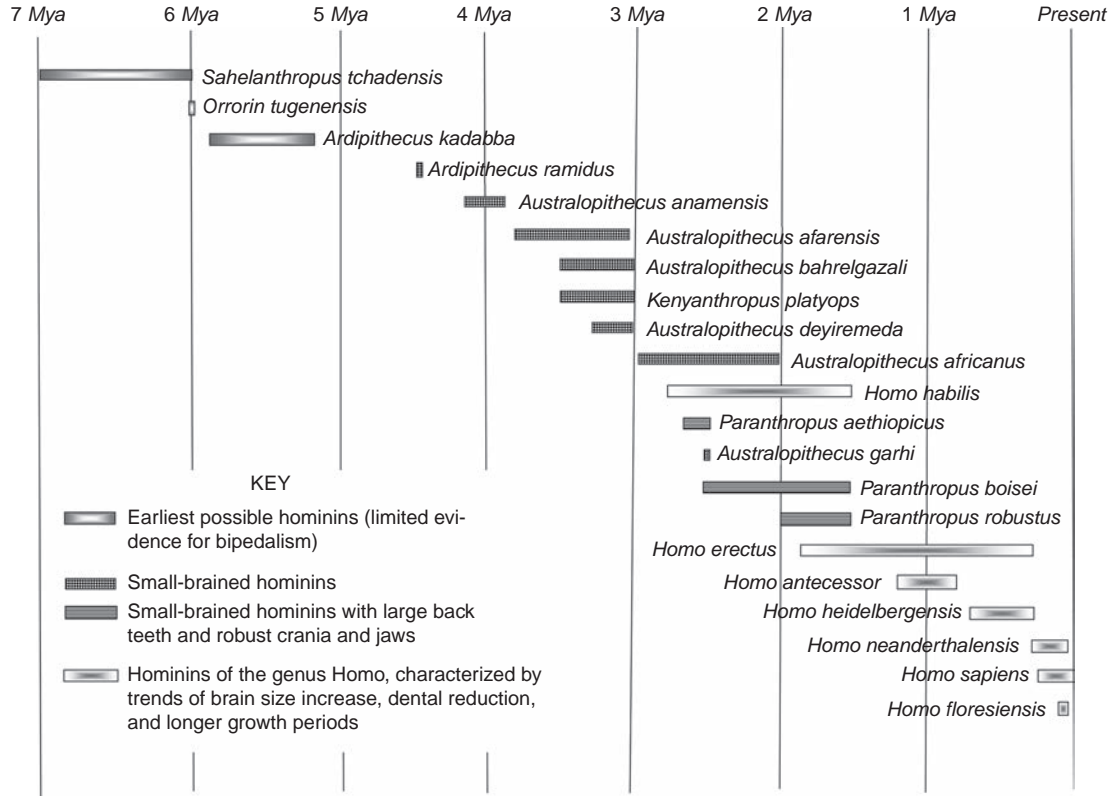 7 Mya 6 Mya 5 Mya 4 Mya 3 Mya 2 Mya 1 Mya Present
Sahelanthropus tchadensis
Orrorin tugenensis
Ardipithecus kadabba
Ardipithecus ramidus
Australopithecus anamensis
Australopithecus afarensis
Australopithecus bahrelgazali
Kenyanthropus platyops
Australopithecus deyiremeda
Australopithecus africanus
Homo habilis
Paranthropus aethiopicus
Australopithecus garhi
Paranthropus boisei
Paranthropus robustus
Homo erectus
Homo antecessor
Homo heidelbergensis
Homo neanderthalensis
Homo sapiens
Homo floresiensis
KEY
Earliest possible hominins (limited evi-
dence for bipedalism)
Small-brained hominins
Small-brained hominins with large back
teeth and robust crania and jaws
Hominins of the genus Homo, characterized by
trends of brain size increase, dental reduction,
and longer growth periods